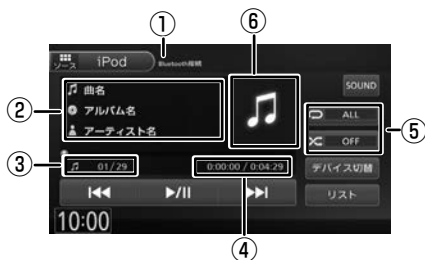 ① ⑥
ソース iPod Bluetooth接続
② 曲名 SOUND
アルバム名 ALL
アーティスト名 OFF ⑤
③ 01/29 0:00:00 / 0:04:29 デバイス切替
リスト
10:00
④